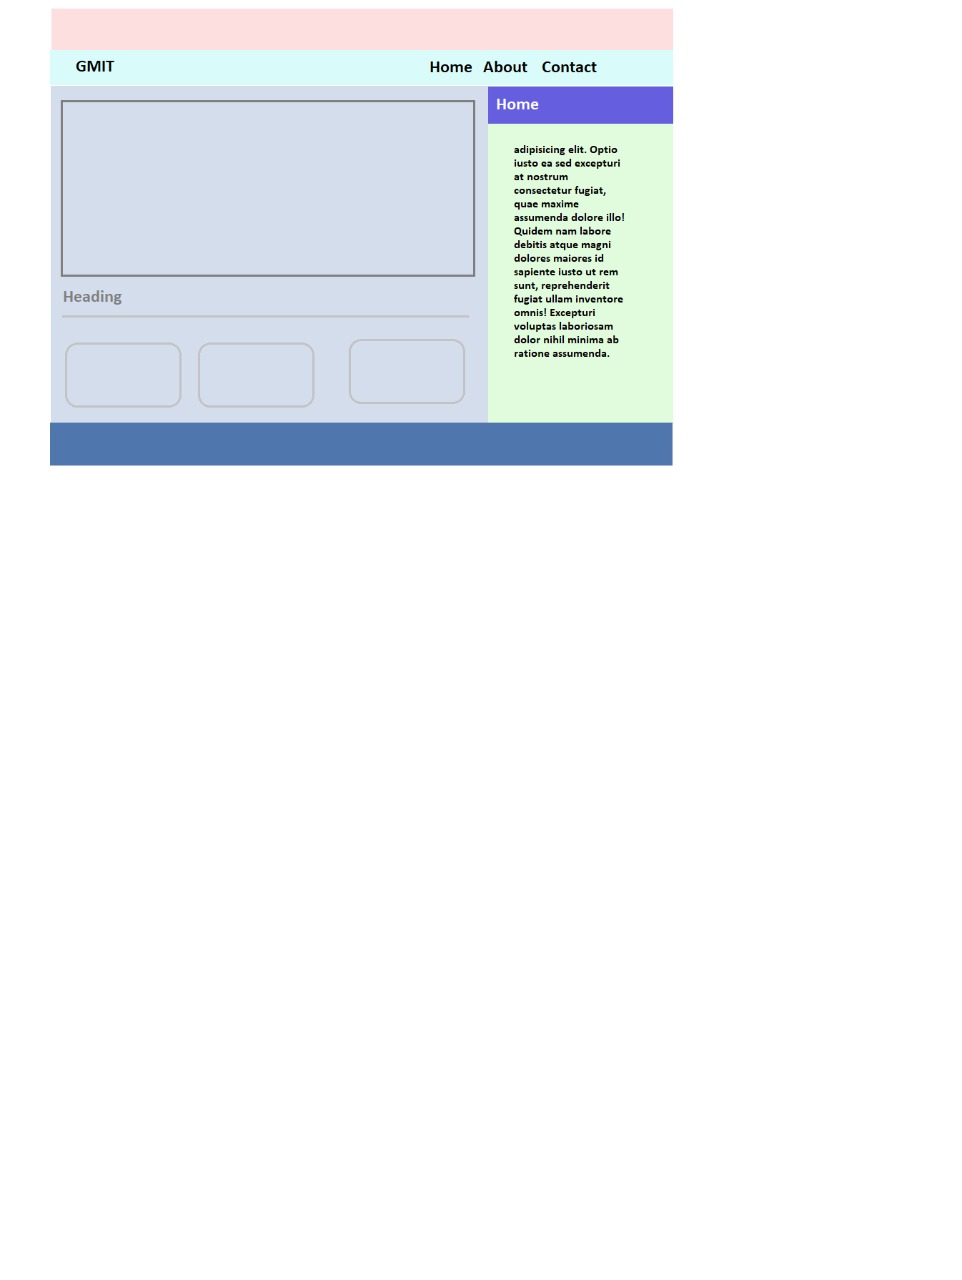 GMIT
Home About Contact
Home
adipisicing elit. Optio
iusto ea sed excepturi
at nostrum
consectetur fugiat,
quae maxime
assumenda dolore illo!
Quidem nam labore
debitis atque magni
dolores maiores id
sapiente iusto ut rem
sunt, reprehenderit
fugiat ullam inventore
omnis! Excepturi
voluptas laboriosam
dolor nihil minima ab
ratione assumenda.
Heading